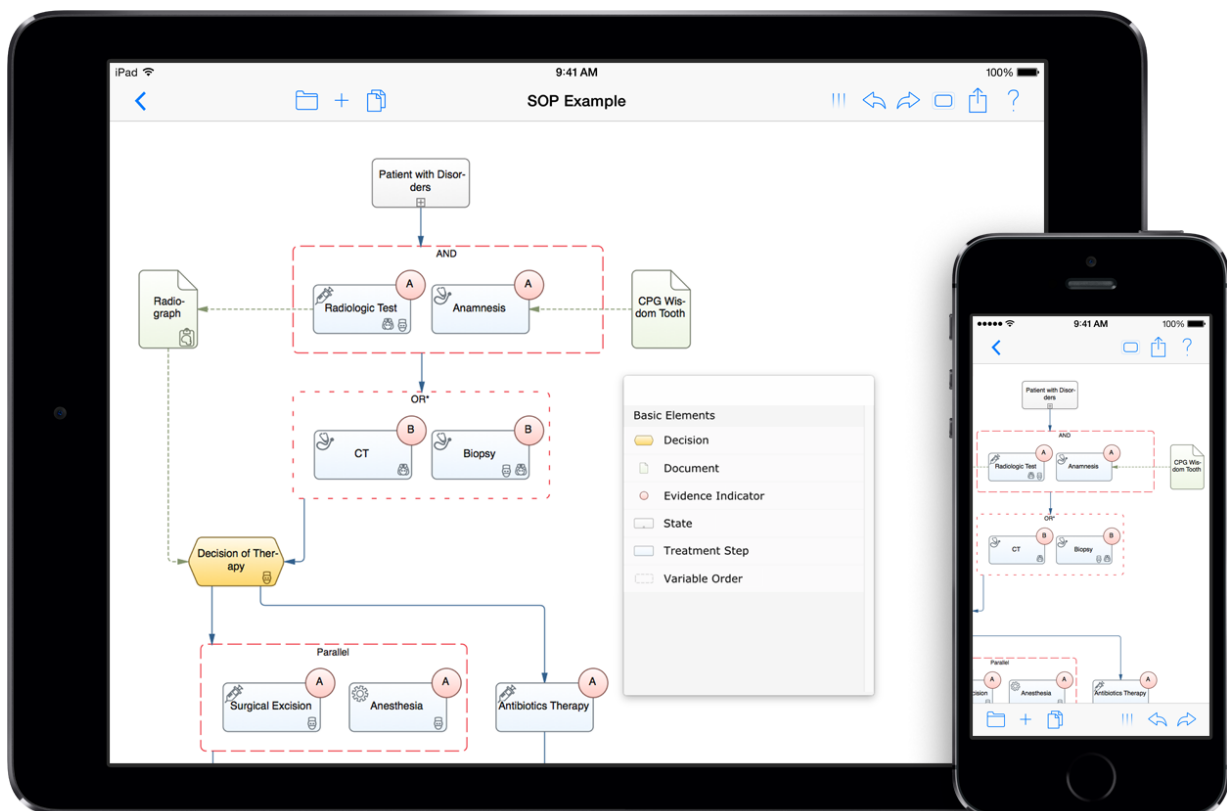 iPad
9:41 AM
100%
SOP Example
Patient with Disor-
ders
AND
A
A
Radio-
graph
Radiologic Test
Anamnesis
CPG Wis-
dom Tooth
OR*
B
B
CT
Biopsy
Decision of Ther-
apy
Parallel
A
A
A
Surgical Excision
Anesthesia
Antibiotics Therapy
Basic Elements
Decision
Document
Evidence Indicator
State
Treatment Step
Variable Order
9:41 AM
100%
Patient with Disor-
ders
AND
A
A
Radiologic Test
Anamnesis
CPG Wis-
dom Tooth
OR*
B
B
CT
Biopsy
Parallel
A
A
A
cision
Anesthesia
Antibiotics Therapy